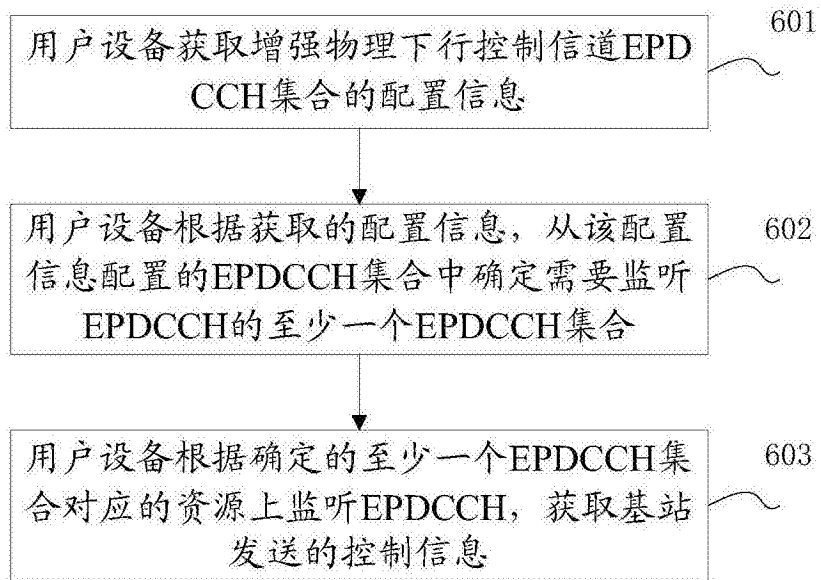 用户设备获取增强物理下行控制信道EPD
CCH集合的配置信息
601
用户设备根据获取的配置信息，从该配置
信息配置的EPDCCH集合中确定需要监听
EPDCCH的至少一个EPDCCH集合
602
用户设备根据确定的至少一个EPDCCH集
合对应的资源上监听EPDCCH，获取基站
发送的控制信息
603